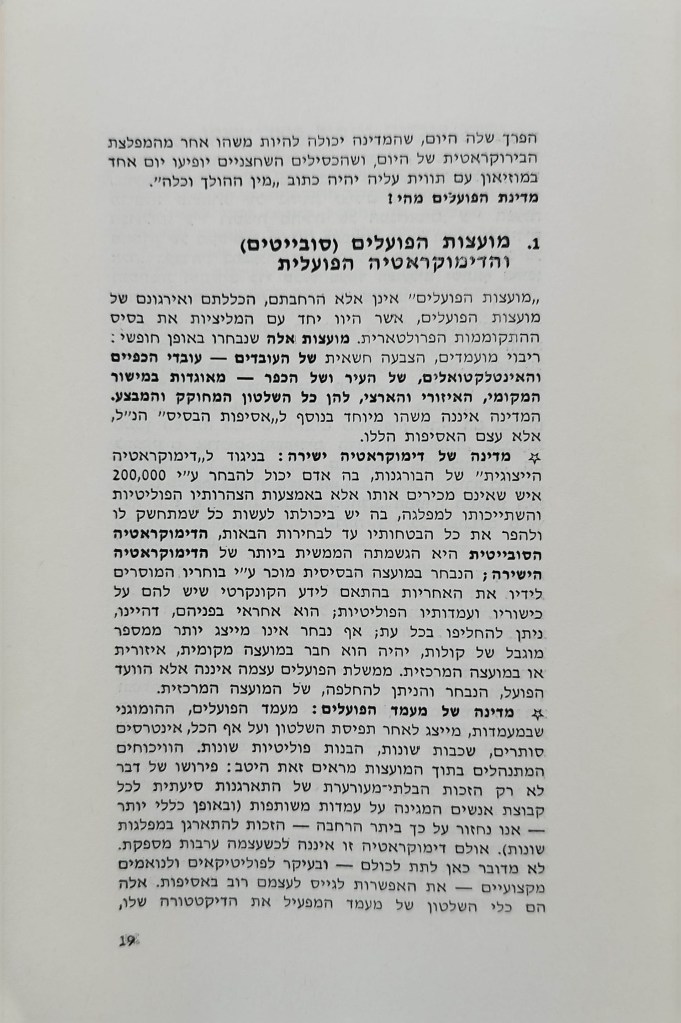 הפרך שלה היום, שהמדינה יכולה להיות משהו אחר מהמפלצת
הבירוקראטית של היום, ושהכסילים השחצניים יופיעו יום אחד
במוזיאון עם תווית עליה יהיה כתוב „מין ההולך וכלה״.
מדינת הפועלים מהי?
1. מועצות הפועלים (סובייטים)
והדימוקראטיה הפועלית
„מועצות הפועלים״ אינן אלא הרחבתם, הכללתם ואירגונם של
מועצות הפועלים, אשר היוו יחד עם המליציות את בסיס
ההתקוממות הפרולטארית. מועצות אלה שנבחרו באופן חופשי:
ריבוי מועמדים, הצבעה חשאית של העובדים — עובדי הכפיים
והאינטלקטואלים, של העיר ושל הכפר — מאוגדות במישור
המקומי, האיזורי והארצי, להן כל השלטון המחוקק והמבצע.
המדינה איננה משהו מיוחד בנוסף ל„אסיפות הבסיס״ הנ״ל,
אלא עצם האסיפות הללו.
☆ מדינה של דימוקראטיה ישירה: בניגוד ל„דימוקראטיה
הייצוגית״ של הבורגנות, בה אדם יכול להבחר ע״י 200,000
איש שאינם מכירים אותו אלא באמצעות הצהרותיו הפוליטיות
והשתייכותו למפלגה, בה יש ביכולתו לעשות כל שמתחשק לו
ולהפר את כל הבטחותיו עד לבחירות הבאות, הדימוקראטיה
הסובייטית היא הגשמתה הממשית ביותר של הדימוקראטיה
הישירה; הנבחר במועצה הבסיסית מוכר ע״י בוחריו המוסרים
לידיו את האחריות בהתאם לידע הקונקרטי שיש להם על
כישוריו ועמדותיו הפוליטיות; הוא אחראי בפניהם, דהיינו,
ניתן להחליפו בכל עת; אף נבחר אינו מייצג יותר ממספר
מוגבל של קולות, יהיה הוא חבר במועצה מקומית, איזורית
או במועצה המרכזית. ממשלת הפועלים עצמה איננה אלא הוועד
הפועל, הנבחר והניתן להחלפה, של המועצה המרכזית.
☆ מדינה של מעמד הפועלים: מעמד הפועלים, ההומוגני
שבמעמדות, מייצג לאחר תפיסת השלטון ועל אף הכל, אינטרסים
סותרים, שכבות שונות, הבנות פוליטיות שונות. הוויכוחים
המתנהלים בתוך המועצות מראים זאת היטב: פירושו של דבר
לא רק הזכות הבלתי־מעורערת של התארגנות סיעתית לכל
קבוצת אנשים המגינה על עמדות משותפות (ובאופן כללי יותר
— אנו נחזור על כך ביתר הרחבה — הזכות להתארגן במפלגות
שונות). אולם דימוקראטיה זו איננה לכשעצמה ערבות מספקת.
לא מדובר כאן לתת לכולם — ובעיקר לפוליטיקאים ולנואמים
מקצועיים — את האפשרות לגייס לעצמם רוב באסיפות. אלה
הם כלי השלטון של מעמד המפעיל את הדיקטטורה שלו,
19